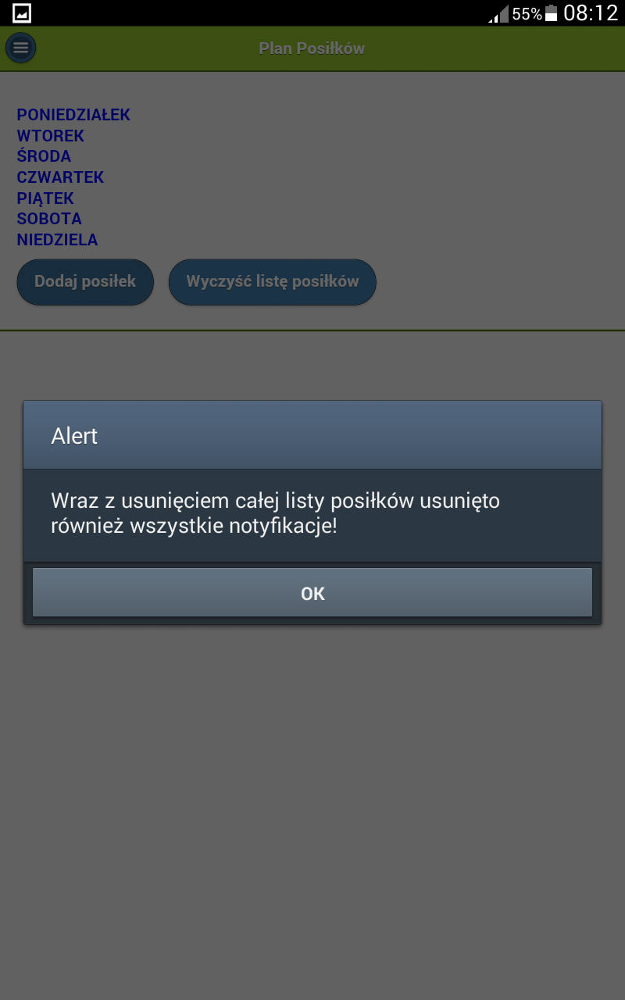 55% 08:12
Plan Posiłków
PONIEDZIAŁEK
WTOREK
ŚRODA
CZWARTEK
PIĄTEK
SOBOTA
NIEDZIELA
Dodaj posiłek Wyczyść listę posiłków
Alert
Wraz z usunięciem całej listy posiłków usunięto
również wszystkie notyfikacje!
OK